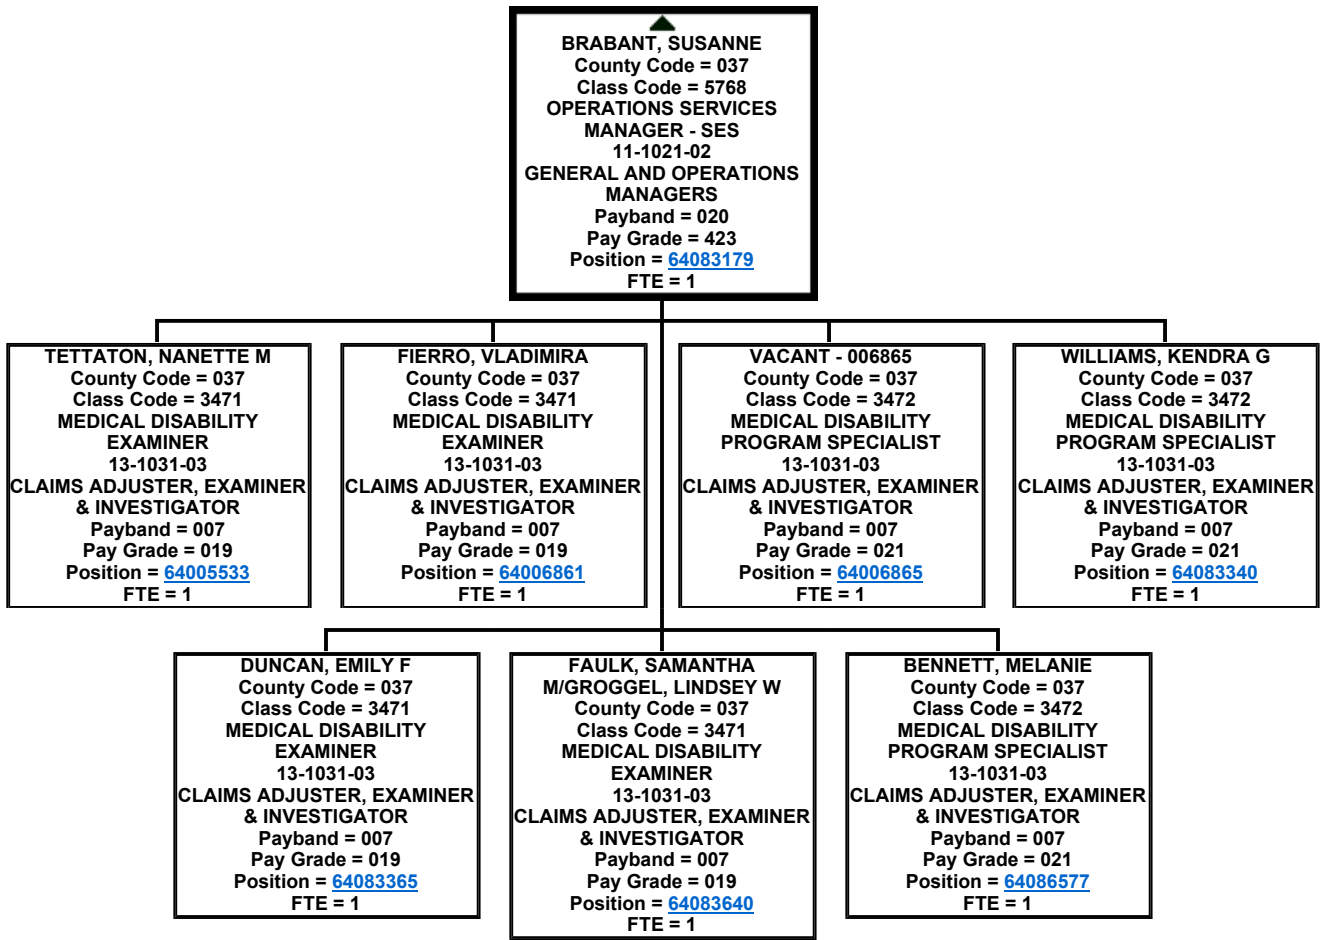 BRABANT, SUSANNE
County Code = 037
Class Code = 5768
OPERATIONS SERVICES
MANAGER - SES
11-1021-02
GENERAL AND OPERATIONS
MANAGERS
Payband = 020
Pay Grade = 423
Position = 64083179
FTE = 1
TETTATON, NANETTE M
County Code = 037
Class Code = 3471
MEDICAL DISABILITY
EXAMINER
13-1031-03
CLAIMS ADJUSTER, EXAMINER
& INVESTIGATOR
Payband = 007
Pay Grade = 019
Position = 64005533
FTE = 1
FIERRO, VLADIMIRA
County Code = 037
Class Code = 3471
MEDICAL DISABILITY
EXAMINER
13-1031-03
CLAIMS ADJUSTER, EXAMINER
& INVESTIGATOR
Payband = 007
Pay Grade = 019
Position = 64006861
FTE = 1
VACANT - 006865
County Code = 037
Class Code = 3472
MEDICAL DISABILITY
PROGRAM SPECIALIST
13-1031-03
CLAIMS ADJUSTER, EXAMINER
& INVESTIGATOR
Payband = 007
Pay Grade = 021
Position = 64006865
FTE = 1
WILLIAMS, KENDRA G
County Code = 037
Class Code = 3472
MEDICAL DISABILITY
PROGRAM SPECIALIST
13-1031-03
CLAIMS ADJUSTER, EXAMINER
& INVESTIGATOR
Payband = 007
Pay Grade = 021
Position = 64083340
FTE = 1
DUNCAN, EMILY F
County Code = 037
Class Code = 3471
MEDICAL DISABILITY
EXAMINER
13-1031-03
CLAIMS ADJUSTER, EXAMINER
& INVESTIGATOR
Payband = 007
Pay Grade = 019
Position = 64083365
FTE = 1
FAULK, SAMANTHA
M/GROGGEL, LINDSEY W
County Code = 037
Class Code = 3471
MEDICAL DISABILITY
EXAMINER
13-1031-03
CLAIMS ADJUSTER, EXAMINER
& INVESTIGATOR
Payband = 007
Pay Grade = 019
Position = 64083640
FTE = 1
BENNETT, MELANIE
County Code = 037
Class Code = 3472
MEDICAL DISABILITY
PROGRAM SPECIALIST
13-1031-03
CLAIMS ADJUSTER, EXAMINER
& INVESTIGATOR
Payband = 007
Pay Grade = 021
Position = 64086577
FTE = 1